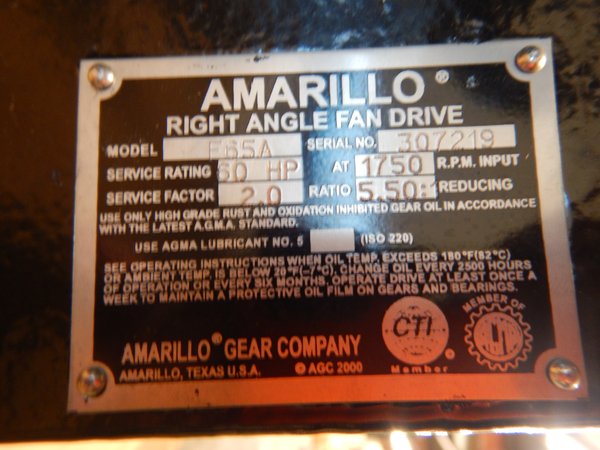 AMARILLO®
RIGHT ANGLE FAN DRIVE
MODEL F65A SERIAL NO. 307219
SERVICE RATING 60 HP AT 1750 R.P.M. INPUT
SERVICE FACTOR 2.0 RATIO 5.50:1 REDUCING
USE ONLY HIGH GRADE RUST AND OXIDATION INHIBITED GEAR OIL IN ACCORDANCE
WITH THE LATEST A.G.M.A. STANDARD.
USE AGMA LUBRICANT NO. 5 (ISO 220)
SEE OPERATING INSTRUCTIONS WHEN OIL TEMP. EXCEEDS 180°F(82°C)
OR AMBIENT TEMP. IS BELOW 20°F(-7°C). CHANGE OIL EVERY 2500 HOURS
OF OPERATION OR EVERY SIX MONTHS. OPERATE DRIVE AT LEAST ONCE A
WEEK TO MAINTAIN A PROTECTIVE OIL FILM ON GEARS AND BEARINGS.
MEMBER OF
CTI
AMARILLO® GEAR COMPANY
Member
AMARILLO, TEXAS U.S.A. © AGC 2000